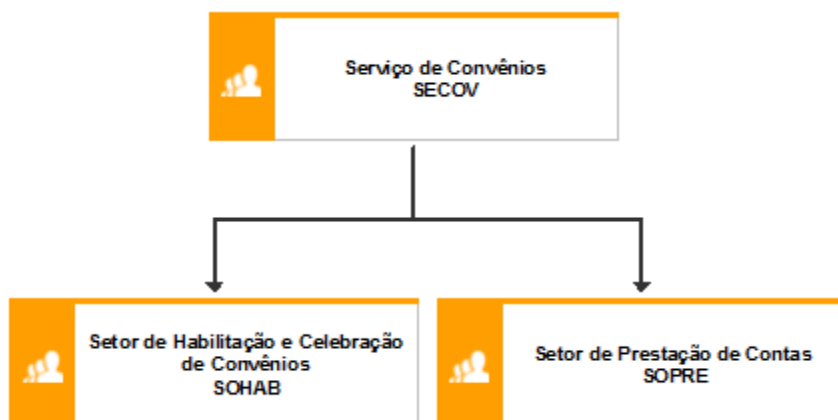 Serviço de Convênios
SECOV
Setor de Habilitação e Celebração
de Convênios
SOHAB
Setor de Prestação de Contas
SOPRE